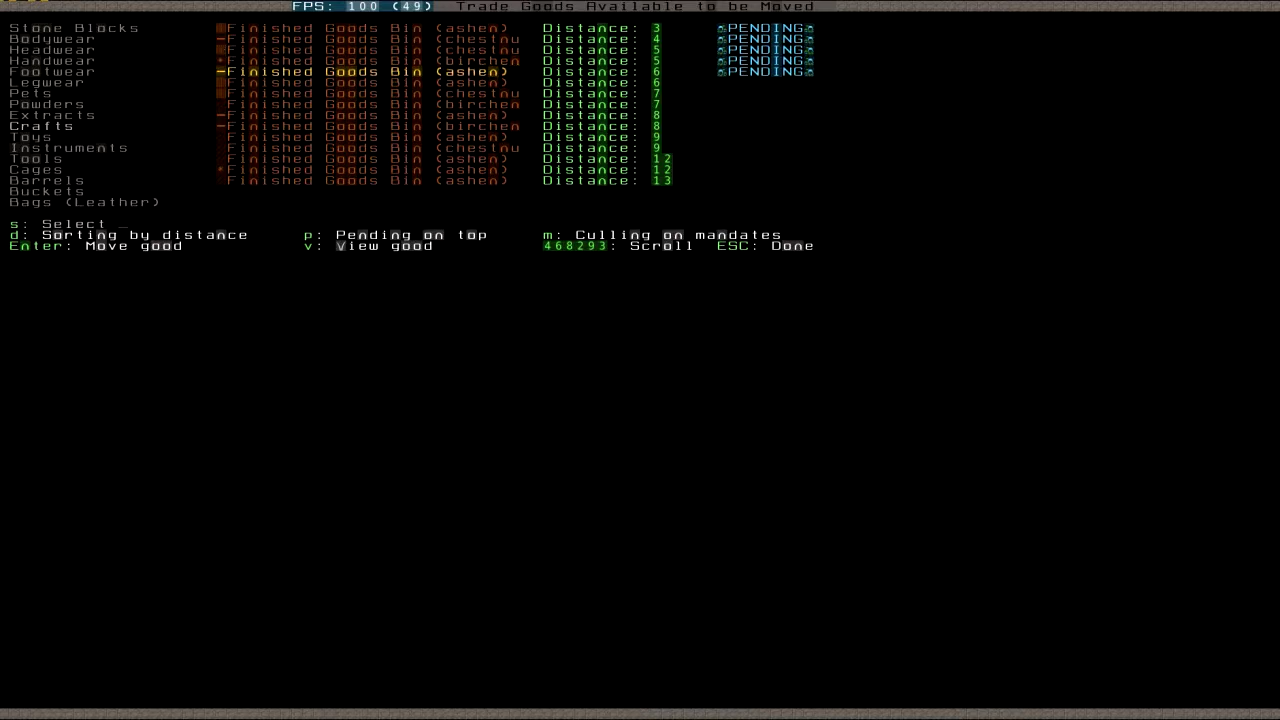 FPS: 100 (49) Trade Goods Available to be Moved
Stone Blocks Finished Goods Bin (ashen) Distance: 3 PENDING
Bodywear Finished Goods Bin (chestnu Distance: 4 PENDING
Headwear Finished Goods Bin (chestnu Distance: 5 PENDING
Handwear *Finished Goods Bin (birchen Distance: 5 PENDING
Footwear -Finished Goods Bin (ashen) Distance: 6 PENDING
Legwear Finished Goods Bin (ashen) Distance: 6
Pets Finished Goods Bin (chestnu Distance: 7
Powders Finished Goods Bin (birchen Distance: 7
Extracts -Finished Goods Bin (ashen) Distance: 8
Crafts -Finished Goods Bin (birchen Distance: 8
Toys Finished Goods Bin (ashen) Distance: 9
Instruments Finished Goods Bin (chestnu Distance: 9
Tools Finished Goods Bin (ashen) Distance: 12
Cages *Finished Goods Bin (ashen) Distance: 12
Barrels Finished Goods Bin (ashen) Distance: 13
Buckets
Bags (Leather)
s: Select _
d: Sorting by distance p: Pending on top m: Culling on mandates
Enter: Move good v: View good 468293: Scroll ESC: Done